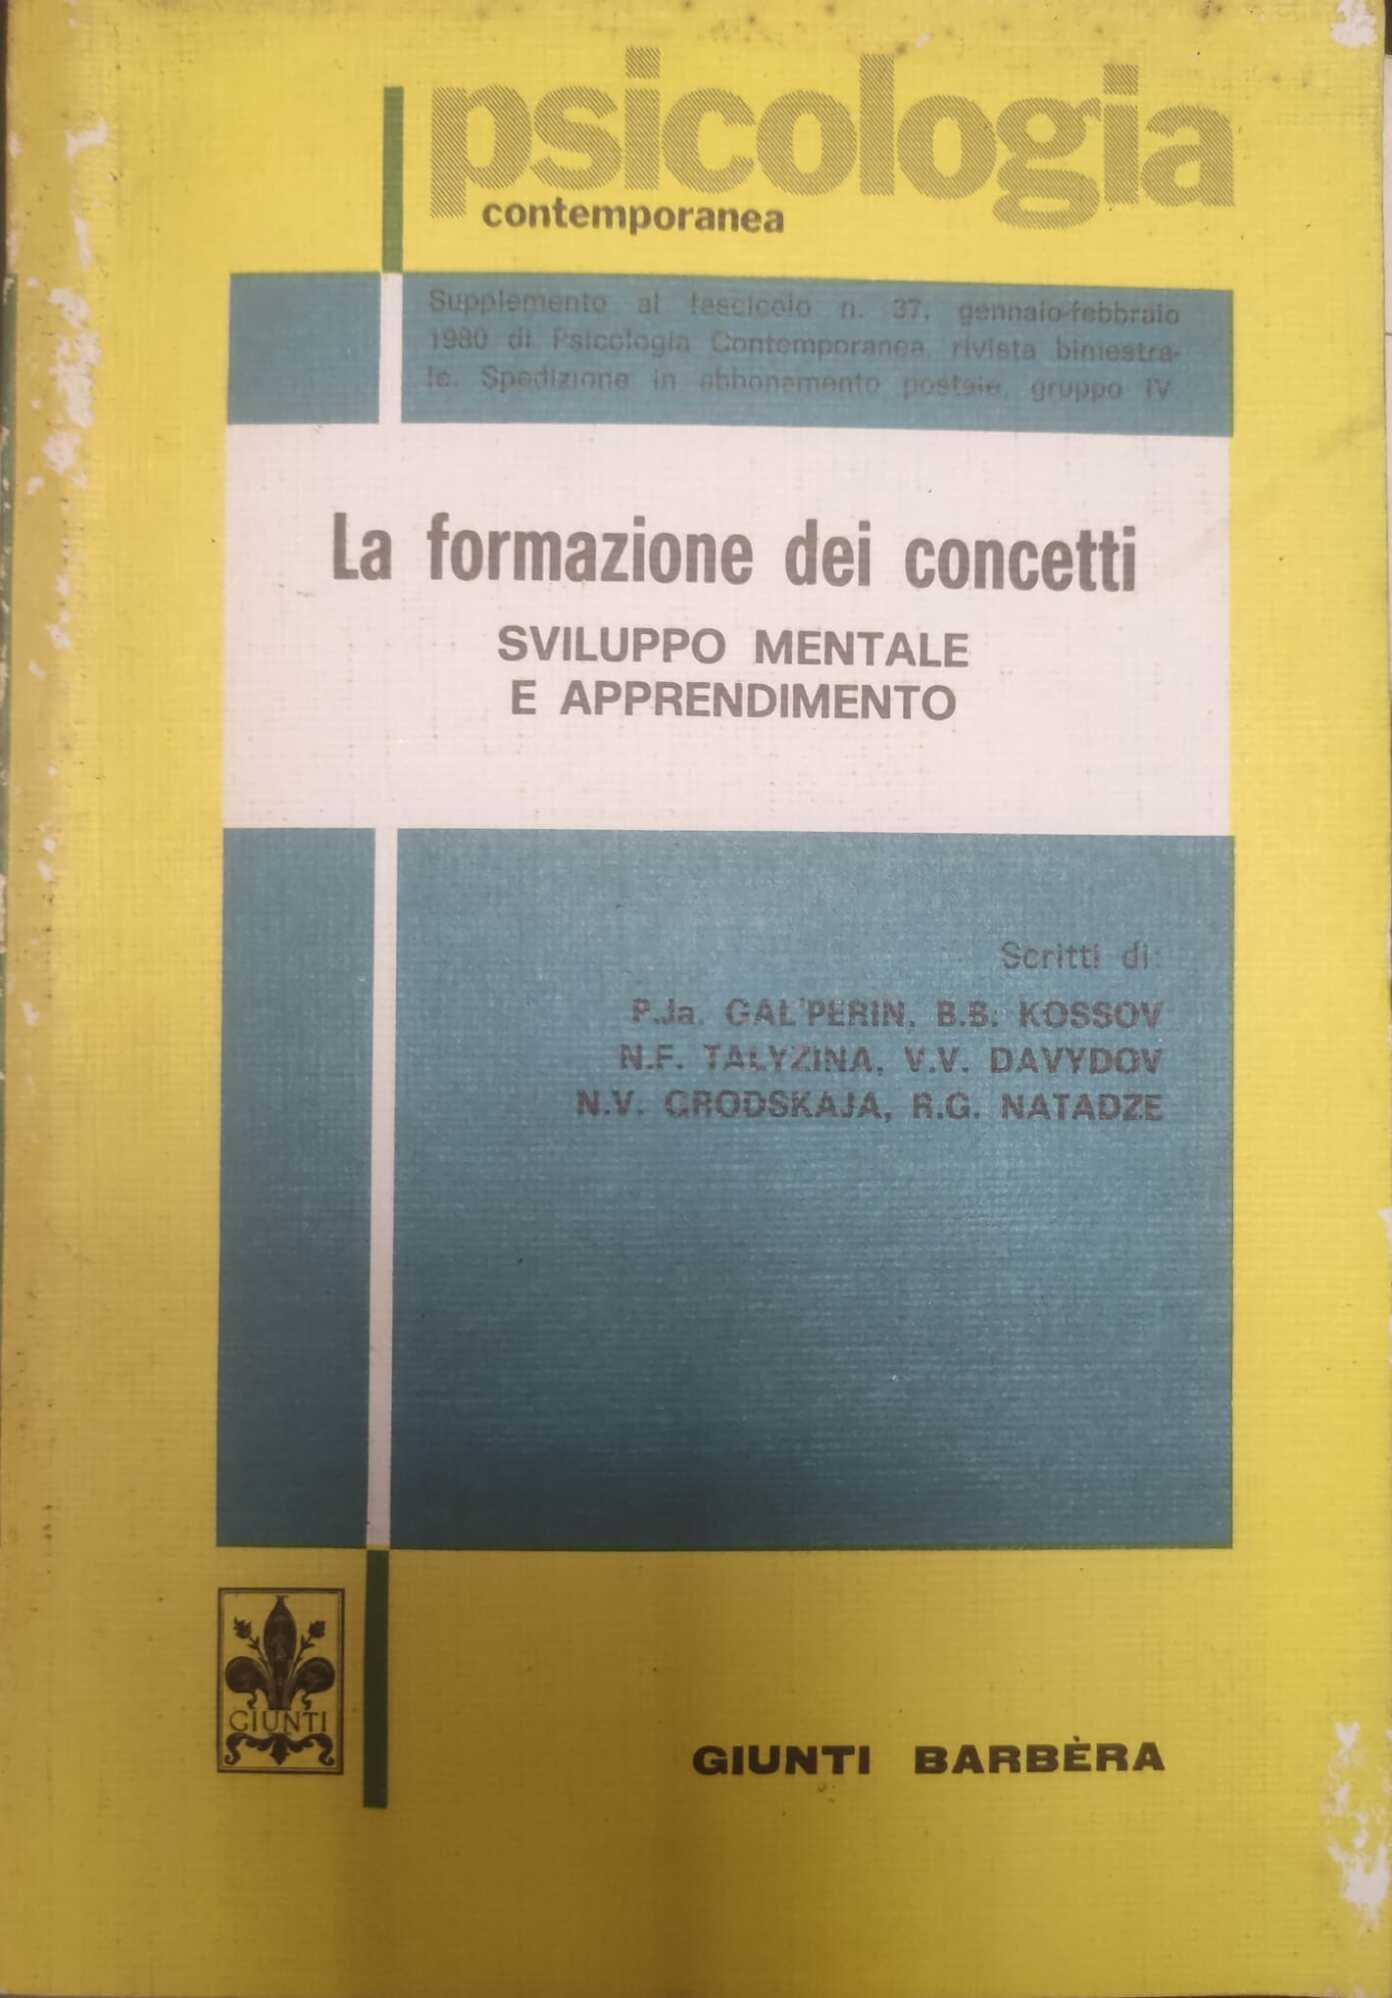 psicologia
contemporanea
Supplemento al fascicolo n. 37, gennaio-febbraio
1980 di Psicologia Contemporanea, rivista bimestra-
le. Spedizione in abbonamento postale, gruppo IV
La formazione dei concetti
SVILUPPO MENTALE
E APPRENDIMENTO
Scritti di:
P.Ja. GAL'PERIN, B.B. KOSSOV
N.F. TALYZINA, V.V. DAVYDOV
N.V. GRODSKAJA, R.G. NATADZE
GIUNTI
GIUNTI BARBÈRA